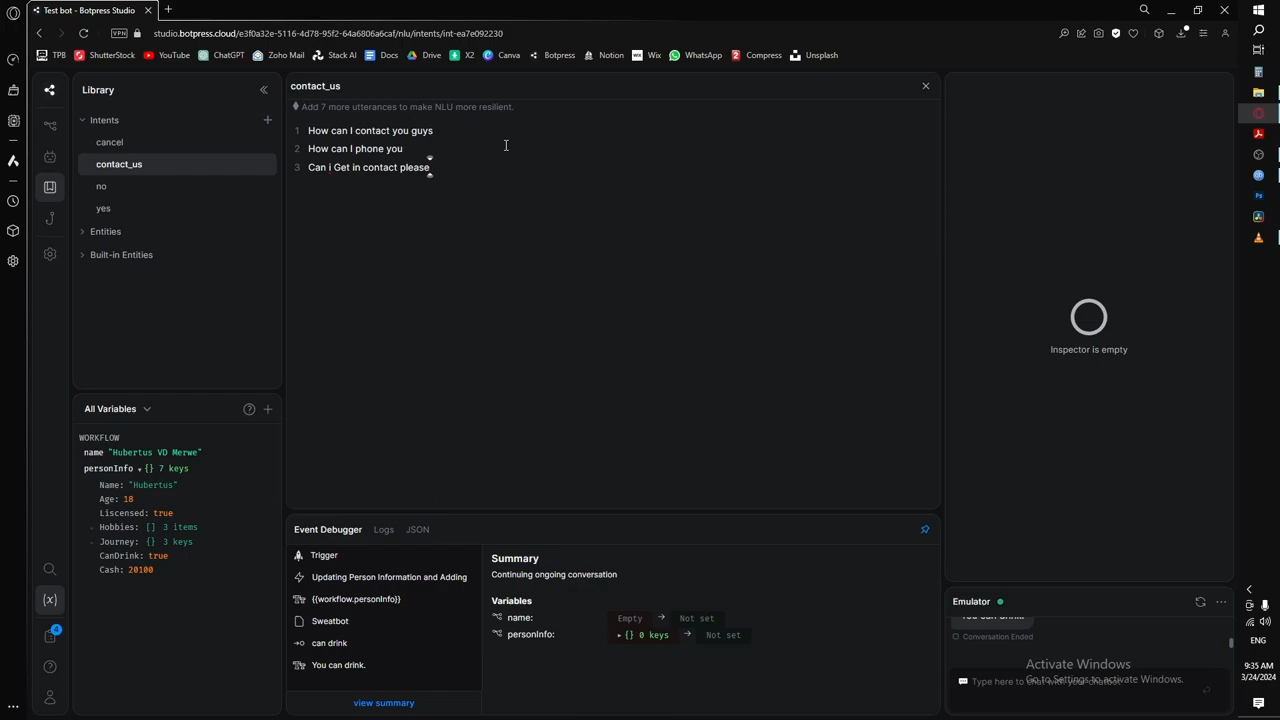 Test bot - Botpress Studio
studio.botpress.cloud/e3f0a32e-5116-4d78-95f2-64a6806a6caf/nlu/intents/int-ea7e092230
VPN
TPB
ShutterStock
YouTube
ChatGPT
Zoho Mail
Stack AI
Docs
Drive
X2
Canva
Botpress
Notion
Wix
WhatsApp
Compress
Unsplash
Library
Intents
cancel
contact_us
no
yes
Entities
Built-in Entities
contact_us
Add 7 more utterances to make NLU more resilient.
1 How can I contact you guys
2 How can I phone you
3 Can i Get in contact please
Inspector is empty
All Variables
WORKFLOW
name "Hubertus VD Merwe"
personInfo {} 7 keys
Name: "Hubertus"
Age: 18
Liscensed: true
Hobbies: [] 3 items
Journey: {} 3 keys
CanDrink: true
Cash: 20100
Event Debugger Logs JSON
Trigger
Updating Person Information and Adding
{{workflow.personInfo}}
Sweatbot
can drink
You can drink.
view summary
Summary
Continuing ongoing conversation
Variables
name: Empty → Not set
personInfo: {} 0 keys → Not set
Emulator
Conversation Ended
Type here to chat with your chatbot
Activate Windows
Go to Settings to activate Windows.
4
ENG
9:35 AM
3/24/2024